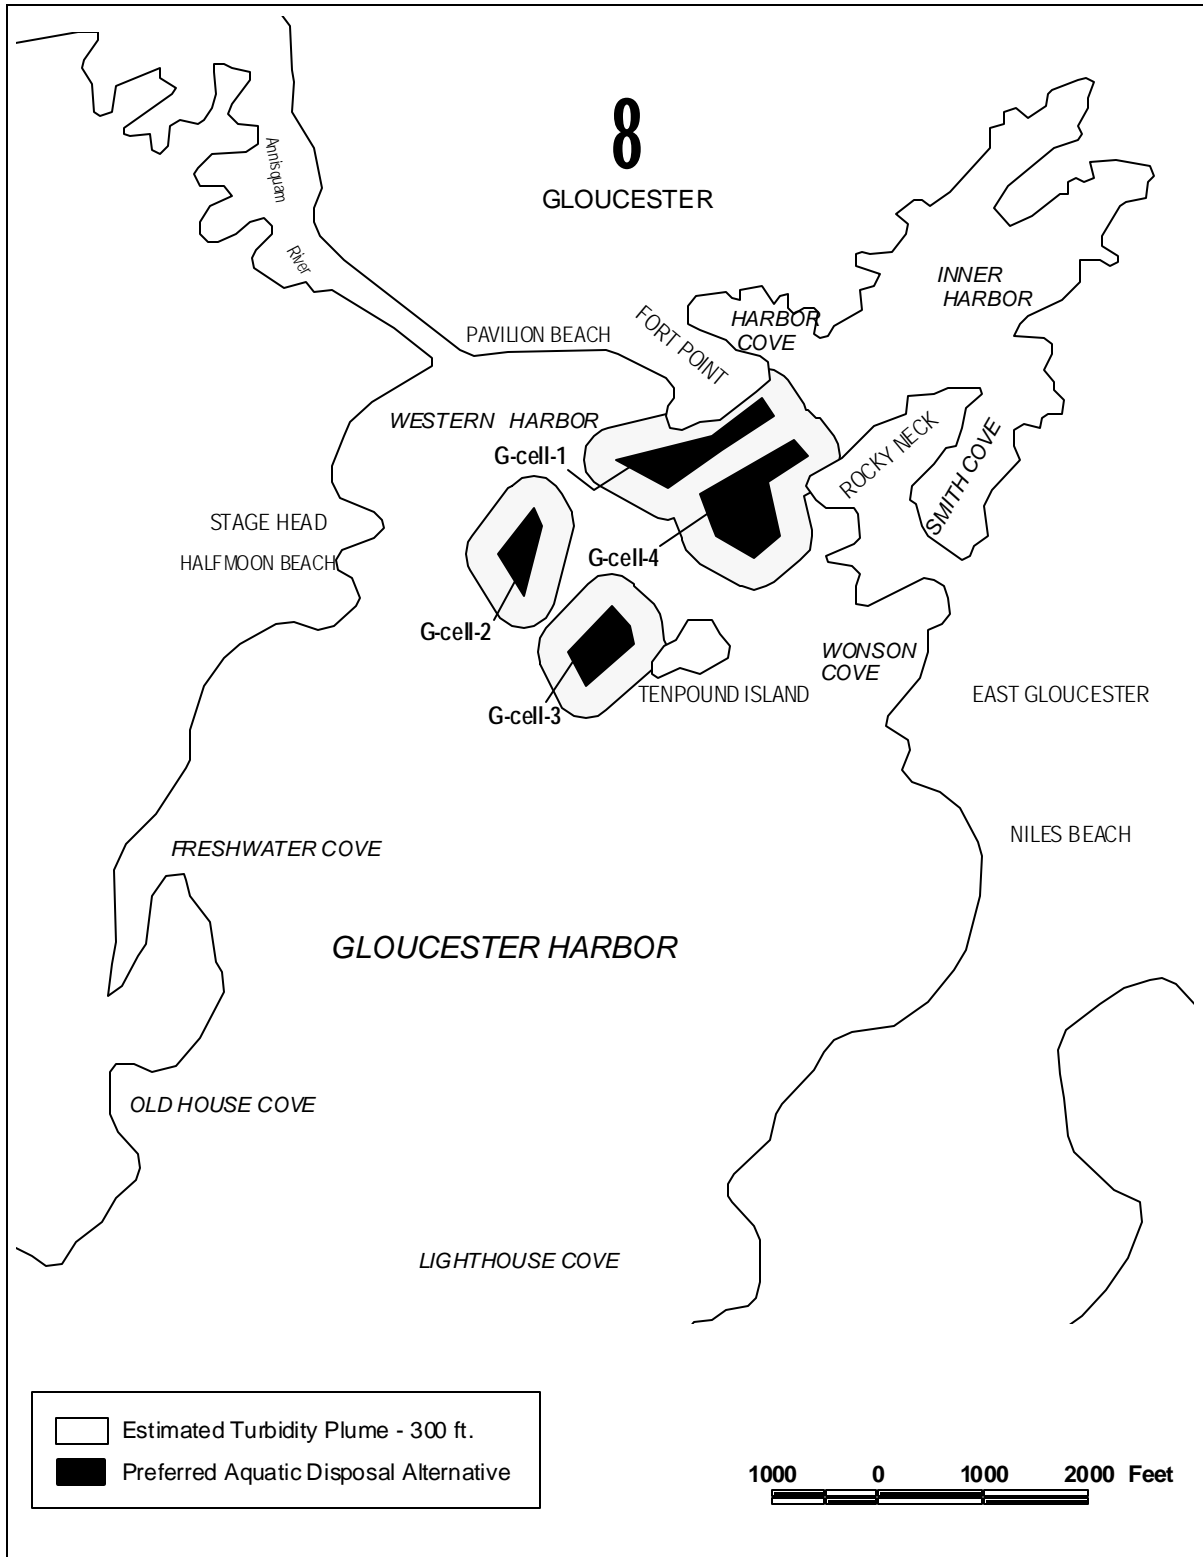 8
GLOUCESTER
Annisquam
River
INNER
HARBOR
HARBOR
COVE
FORT POINT
PAVILION BEACH
WESTERN HARBOR
G-cell-1
ROCKY NECK
SMITH COVE
STAGE HEAD
HALFMOON BEACH
G-cell-4
G-cell-2
WONSON
COVE
TENPOUND ISLAND
EAST GLOUCESTER
G-cell-3
NILES BEACH
FRESHWATER COVE
GLOUCESTER HARBOR
OLD HOUSE COVE
LIGHTHOUSE COVE
Estimated Turbidity Plume - 300 ft.
Preferred Aquatic Disposal Alternative
1000 0 1000 2000 Feet